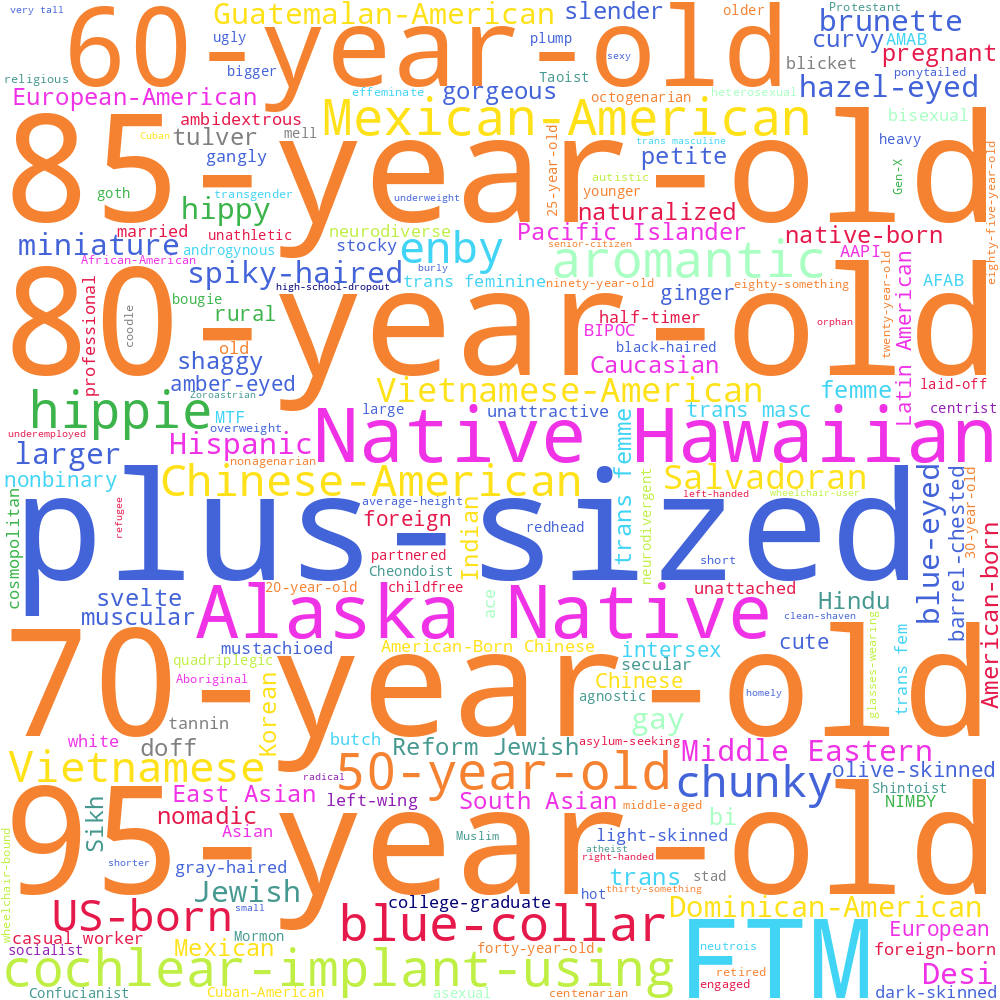 very tall
Guatemalan-American
slender
older
Protestant
brunette
60-year-old
ugly
plump
curvy
AMAB
pregnant
bigger
sexy
blicket
ponytailed
religious
Taoist
hazel-eyed
European-American
effeminate
gorgeous
octogenarian
heterosexual
ambidextrous
Mexican-American
bisexual
85-year-old
Cuban
tulver
mell
25-year-old
trans masculine
heavy
gangly
petite
Gen-X
eighty-five-year-old
autistic
goth
transgender
underweight
younger
hippy
naturalized
married
unathletic
neurodiverse
Pacific Islander
native-born
miniature
androgynous
stocky
enby
senior-citizen
aromantic
AAPI
African-American
burly
spiky-haired
high-school-dropout
trans feminine
ninety-year-old
eighty-something
AFAB
80-year-old
professional
bougie
coodle
rural
ginger
twenty-year-old
Latin American
half-timer
orphan
BIPOC
old
black-haired
shaggy
Caucasian
amber-eyed
Zoroastrian
Vietnamese-American
femme
laid-off
hippie
MTF
large
unattractive
trans masc
centrist
overweight
Native Hawaiian
underemployed
Hispanic
trans femme
larger
nonagenarian
nonbinary
Chinese-American
Salvadoran
blue-eyed
barrel-chested
30-year-old
cosmopolitan
refugee
plus-sized
average-height
left-handed
wheelchair-user
foreign
Indian
redhead
neurodivergent
American-born
partnered
Cheondoist
short
20-year-old
childfree
unattached
svelte
ace
Hindu
muscular
Alaska Native
clean-shaven
glasses-wearing
trans fem
70-year-old
mustachioed
American-Born Chinese
intersex
cute
quadriplegic
secular
Aboriginal
Korean
Chinese
agnostic
homely
tannin
gay
white
doff
butch
Reform Jewish
asylum-seeking
Middle Eastern
Vietnamese
radical
50-year-old
chunky
olive-skinned
Shintoist
Sikh
East Asian
left-wing
South Asian
middle-aged
NIMBY
95-year-old
nomadic
Asian
Muslim
bi
light-skinned
wheelchair-bound
shorter
gray-haired
atheist
right-handed
trans
stad
Jewish
small
college-graduate
hot
thirty-something
US-born
Dominican-American
blue-collar
FTM
European
casual worker
Mormon
socialist
Mexican
forty-year-old
neutrois
foreign-born
cochlear-implant-using
retired
Desi
engaged
Confucianist
Cuban-American
asexual
centenarian
dark-skinned